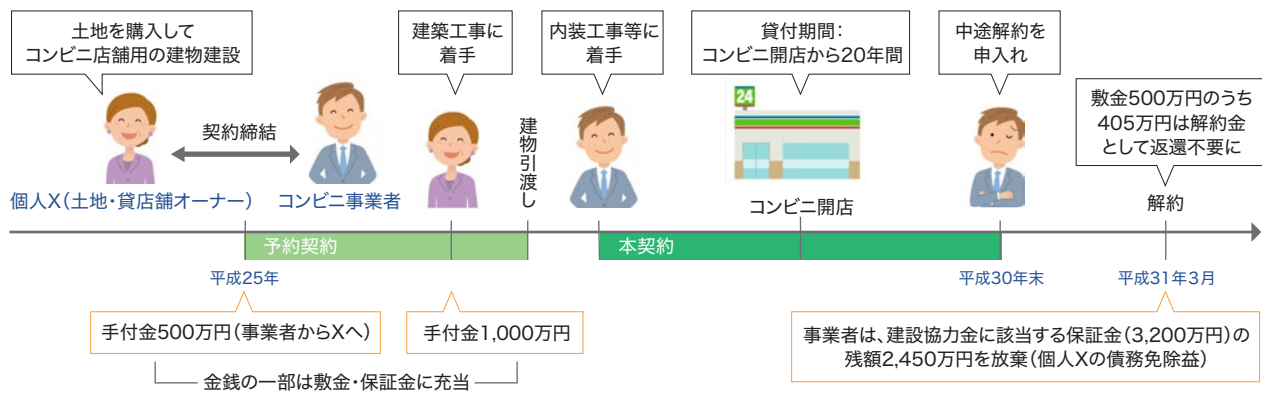 土地を購入して
コンビニ店舗用の建物建設
建築工事に
着手
内装工事等に
着手
貸付期間：
コンビニ開店から20年間
中途解約を
申入れ
敷金500万円のうち
405万円は解約金
として返還不要に
契約締結
建物引渡し
24
個人X（土地・貸店舗オーナー）
コンビニ事業者
コンビニ開店
解約
予約契約
本契約
平成25年
平成30年末
平成31年3月
手付金500万円（事業者からXへ）
手付金1,000万円
事業者は、建設協力金に該当する保証金（3,200万円）の
残額2,450万円を放棄（個人Xの債務免除益）
金銭の一部は敷金・保証金に充当